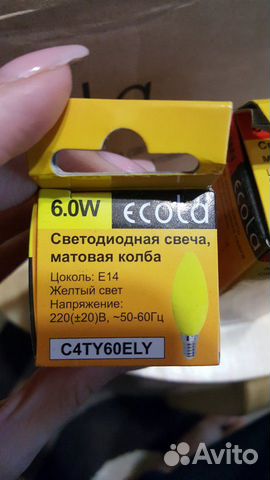 6.0W ecola
Светодиодная свеча,
матовая колба
Цоколь: E14
Желтый свет
Напряжение:
220(±20)В, ~50-60Гц
C4TY60ELY
Avito